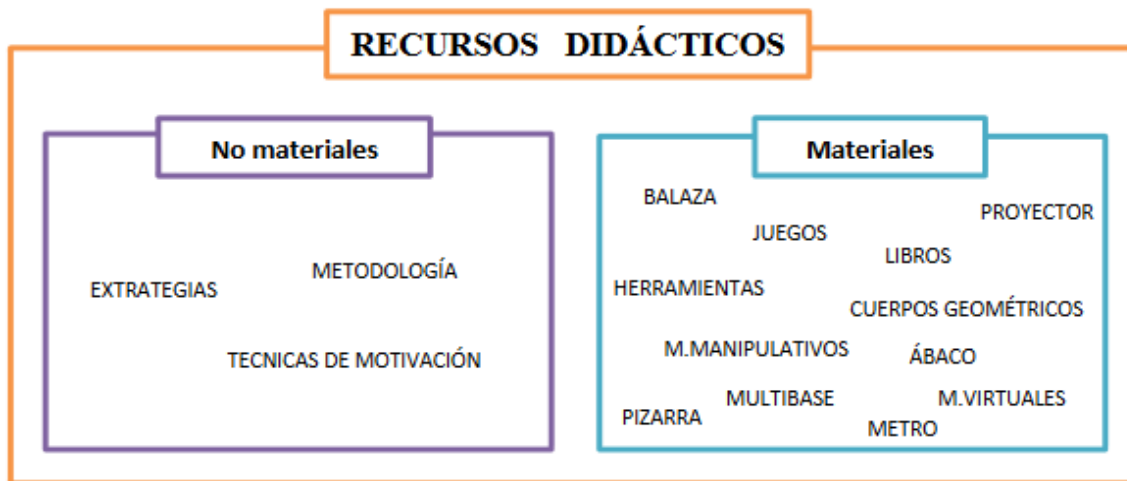 RECURSOS DIDÁCTICOS
No materiales
EXTRATEGIAS
METODOLOGÍA
TECNICAS DE MOTIVACIÓN
Materiales
BALAZA
PROYECTOR
JUEGOS
LIBROS
HERRAMIENTAS
CUERPOS GEOMÉTRICOS
M.MANIPULATIVOS
ÁBACO
MULTIBASE
M.VIRTUALES
PIZARRA
METRO